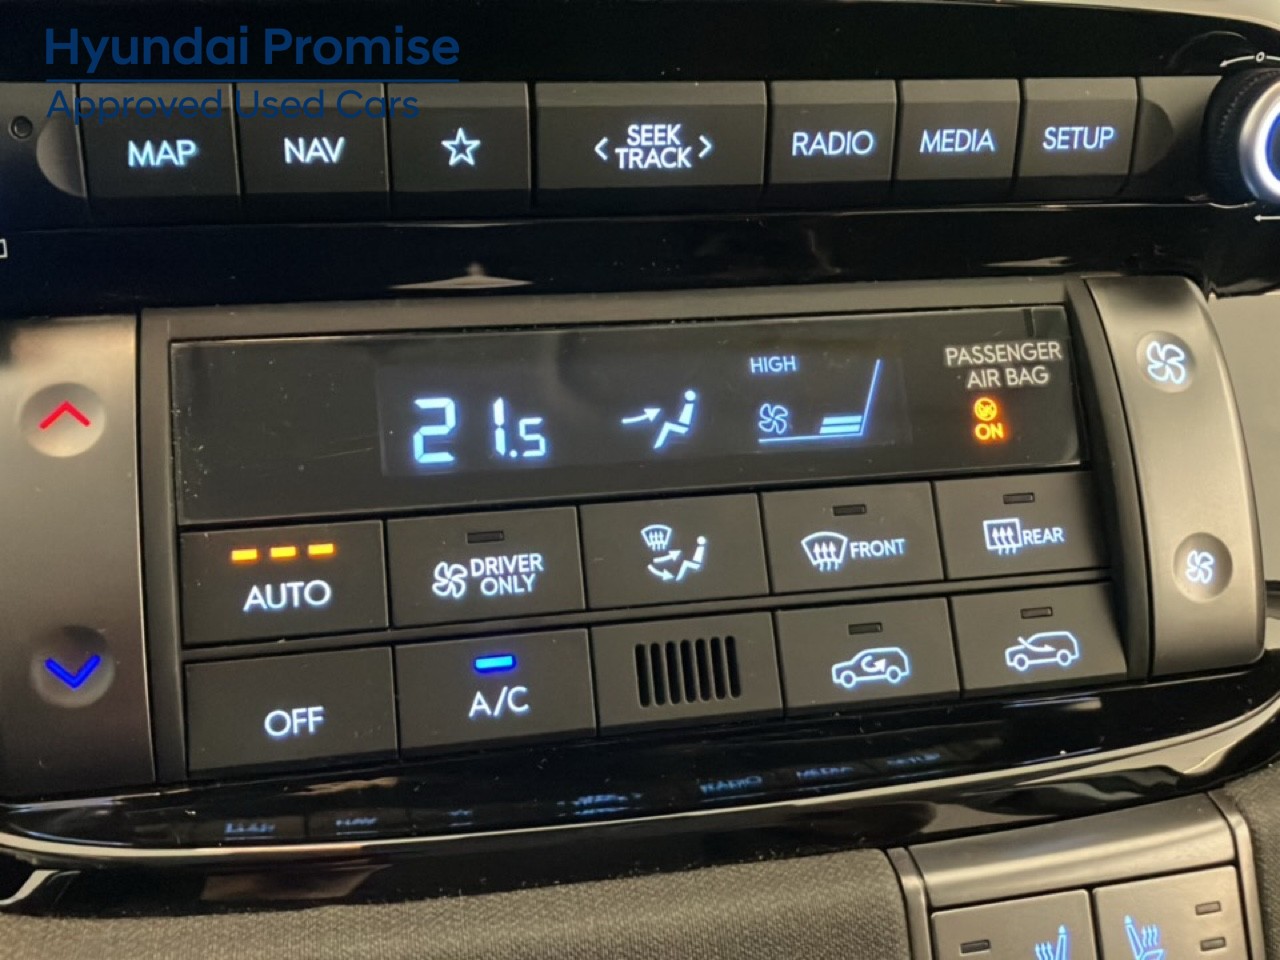 Hyundai Promise
Approved Used Cars
MAP
NAV
SEEK
TRACK
RADIO
MEDIA
SETUP
21.5
HIGH
PASSENGER
AIR BAG
ON
AUTO
DRIVER
ONLY
FRONT
REAR
OFF
A/C